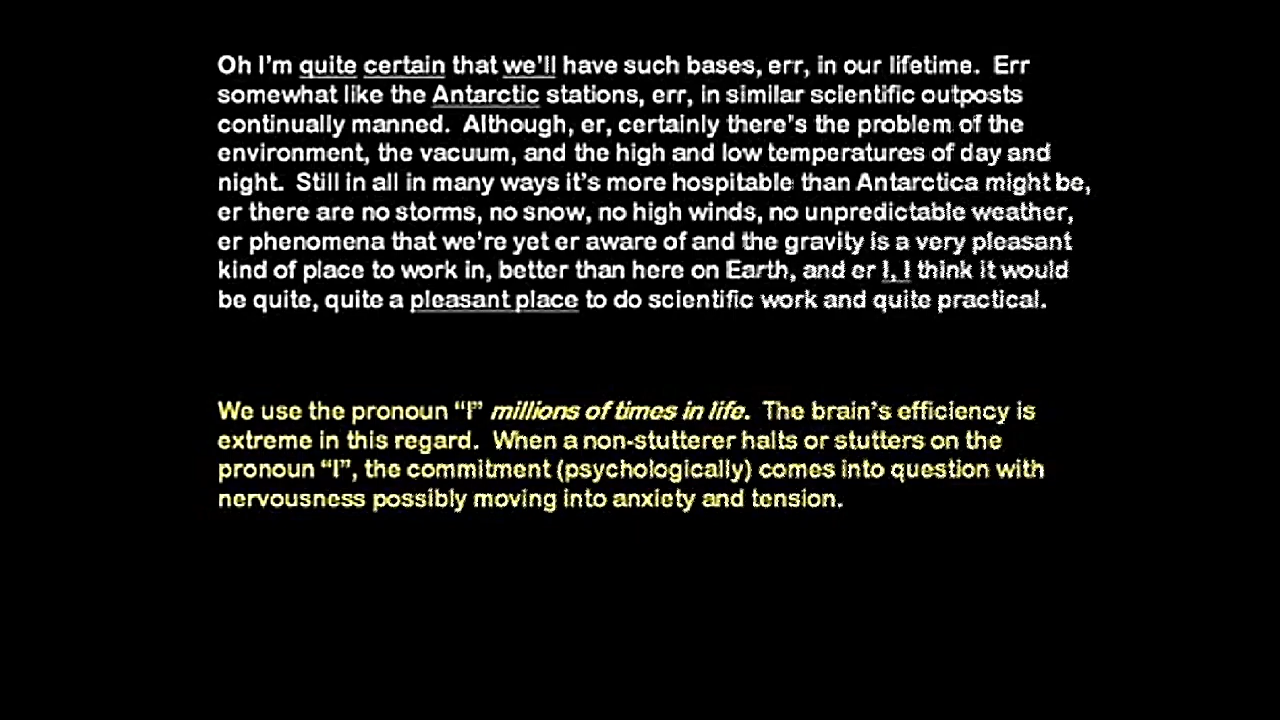 Oh I'm quite certain that we'll have such bases, err, in our lifetime.  Err
somewhat like the Antarctic stations, err, in similar scientific outposts
continually manned.  Although, er, certainly there"s the problem of the
environment, the vacuum, and the high and low temperatures of day and
night.  Still in all in many ways it's more hospitable than Antarctica might be,
er there are no storms, no snow, no high winds, no unpredictable weather,
er phenomena that we're yet er aware of and the gravity is a very pleasant
kind of place to work in, better than here on Earth, and er I, I think it would
be quite, quite a pleasant place to do scientific work and quite practical.
We use the pronoun “I” millions of times in life.  The brain's efficiency is
extreme in this regard.  When a non-stutterer halts or stutters on the
pronoun “I”, the commitment (psychologically) comes into question with
nervousness possibly moving into anxiety and tension.